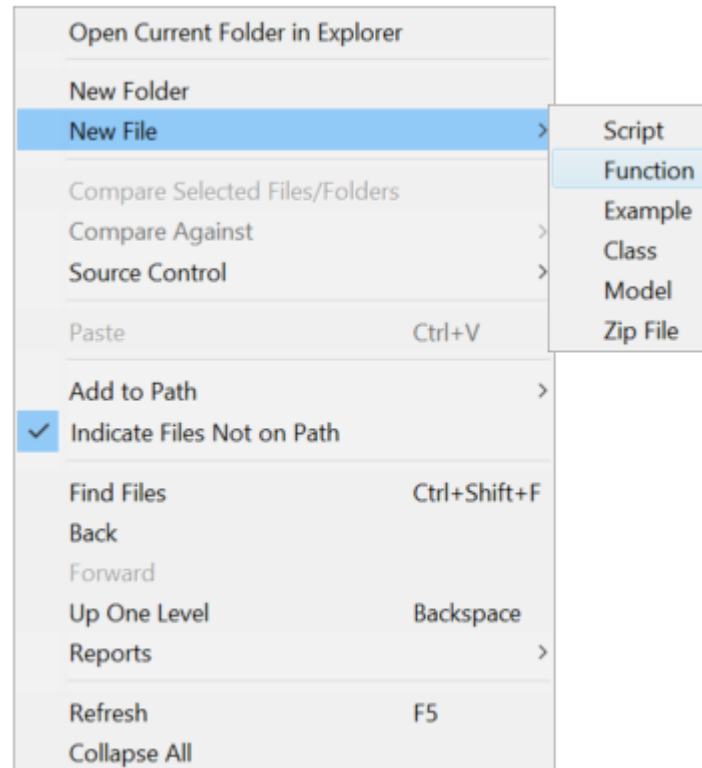 Open Current Folder in Explorer
New Folder
New File
Script
Function
Example
Class
Model
Zip File
Compare Selected Files/Folders
Compare Against
Source Control
Paste Ctrl+V
Add to Path
Indicate Files Not on Path
Find Files Ctrl+Shift+F
Back
Forward
Up One Level Backspace
Reports
Refresh F5
Collapse All